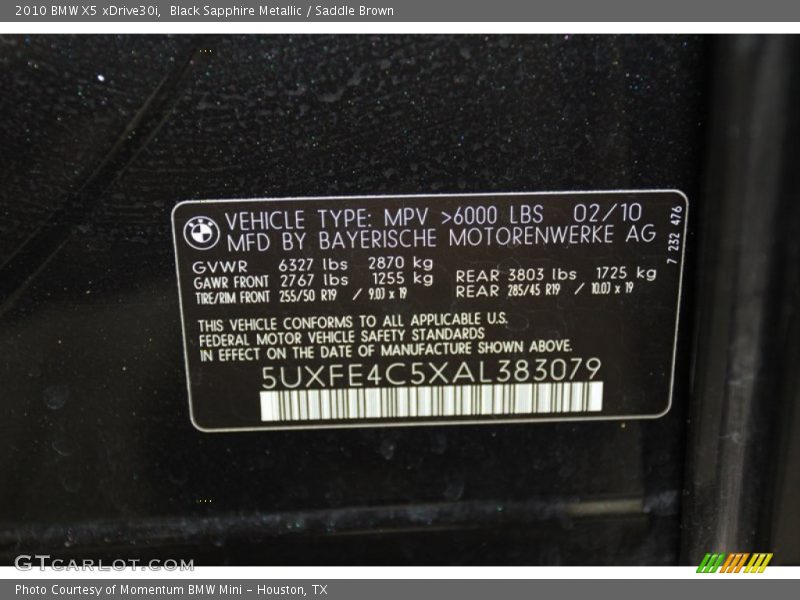 2010 BMW X5 xDrive30i, Black Sapphire Metallic / Saddle Brown
VEHICLE TYPE: MPV >6000 LBS 02/10
MFD BY BAYERISCHE MOTORENWERKE AG
7 232 476
GVWR 6327 lbs 2870 kg
GAWR FRONT 2767 lbs 1255 kg REAR 3803 lbs 1725 kg
TIRE/RIM FRONT 255/50 R19 / 9.0J x 19 REAR 285/45 R19 / 10.0J x 19
THIS VEHICLE CONFORMS TO ALL APPLICABLE U.S.
FEDERAL MOTOR VEHICLE SAFETY STANDARDS
IN EFFECT ON THE DATE OF MANUFACTURE SHOWN ABOVE.
5UXFE4C5XAL383079
GTcarlot.com
Photo Courtesy of Momentum BMW Mini - Houston, TX